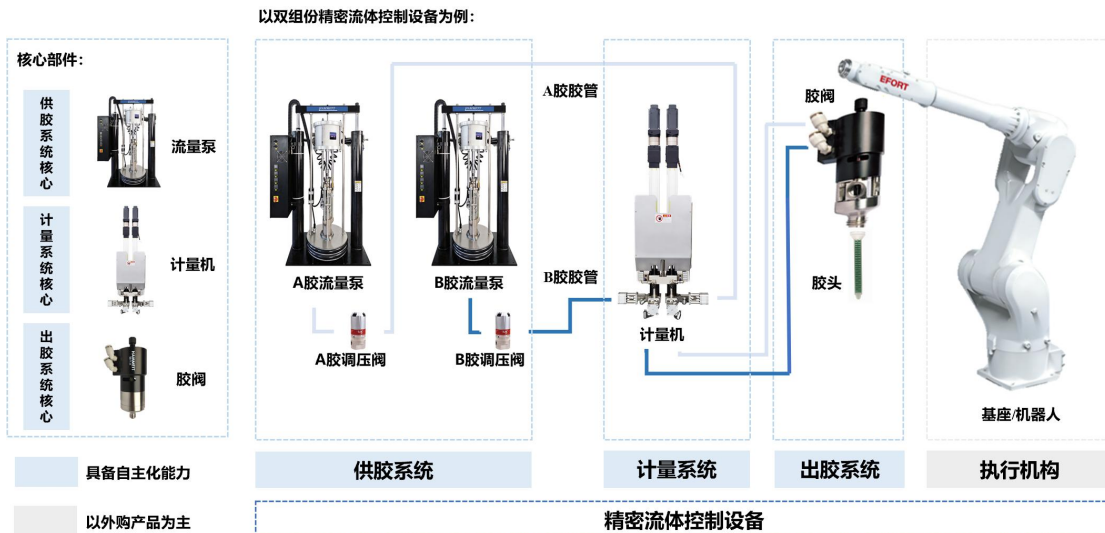 以双组份精密流体控制设备为例：
核心部件：
供胶系统核心
流量泵
计量系统核心
计量机
出胶系统核心
胶阀
具备自主化能力
以外购产品为主
A胶胶管
B胶胶管
A胶流量泵
B胶流量泵
A胶调压阀
B胶调压阀
计量机
胶阀
胶头
EFORT
基座/机器人
供胶系统
计量系统
出胶系统
执行机构
精密流体控制设备